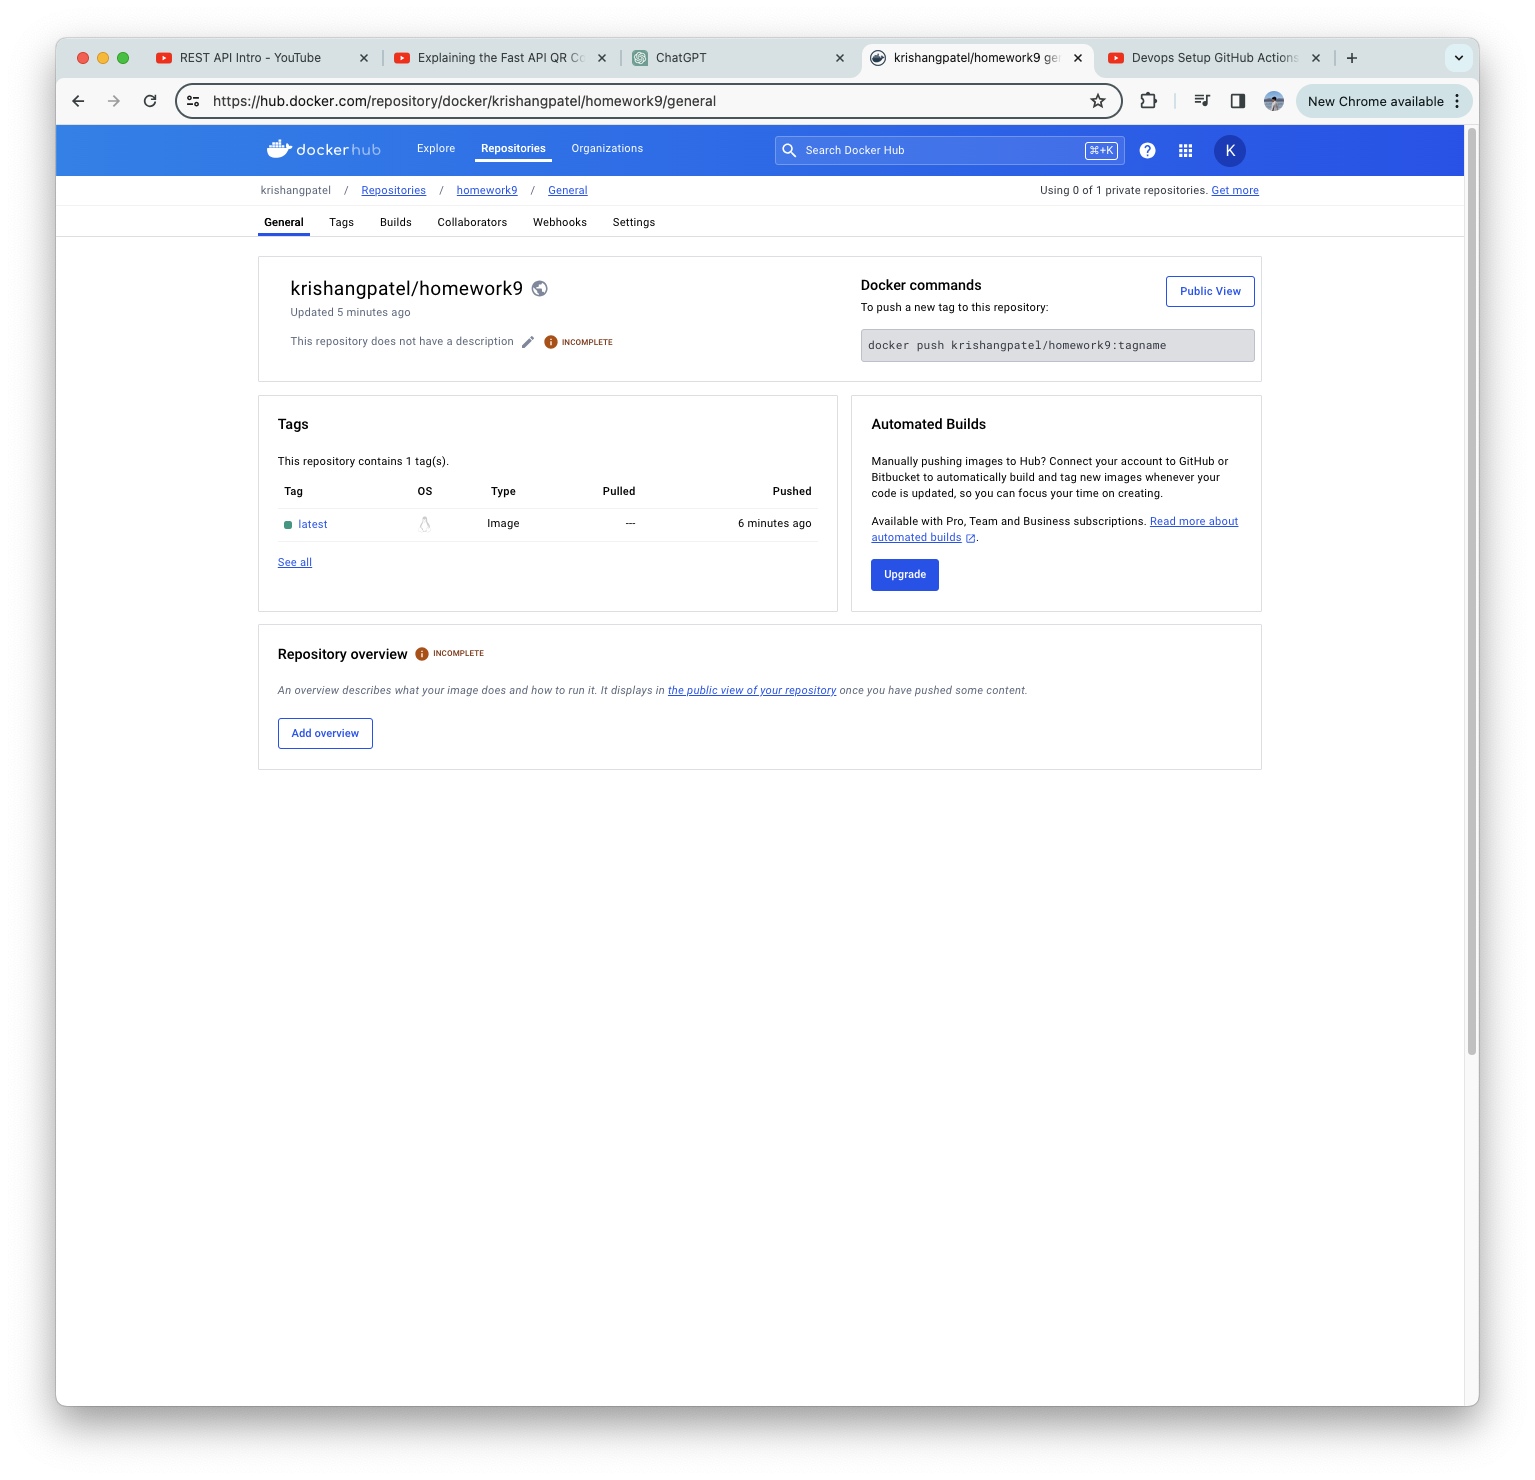 REST API Intro - YouTube
Explaining the Fast API QR Co
ChatGPT
krishangpatel/homework9 ge
Devops Setup GitHub Actions
https://hub.docker.com/repository/docker/krishangpatel/homework9/general
New Chrome available
docker hub
Explore
Repositories
Organizations
Search Docker Hub
⌘+K
K
krishangpatel / Repositories / homework9 / General
Using 0 of 1 private repositories. Get more
General
Tags
Builds
Collaborators
Webhooks
Settings
krishangpatel/homework9
Updated 5 minutes ago
This repository does not have a description
INCOMPLETE
Docker commands
To push a new tag to this repository:
Public View
docker push krishangpatel/homework9:tagname
Tags
This repository contains 1 tag(s).
Tag OS Type Pulled Pushed
latest Image --- 6 minutes ago
See all
Automated Builds
Manually pushing images to Hub? Connect your account to GitHub or
Bitbucket to automatically build and tag new images whenever your
code is updated, so you can focus your time on creating.
Available with Pro, Team and Business subscriptions. Read more about
automated builds.
Upgrade
Repository overview
INCOMPLETE
An overview describes what your image does and how to run it. It displays in the public view of your repository once you have pushed some content.
Add overview